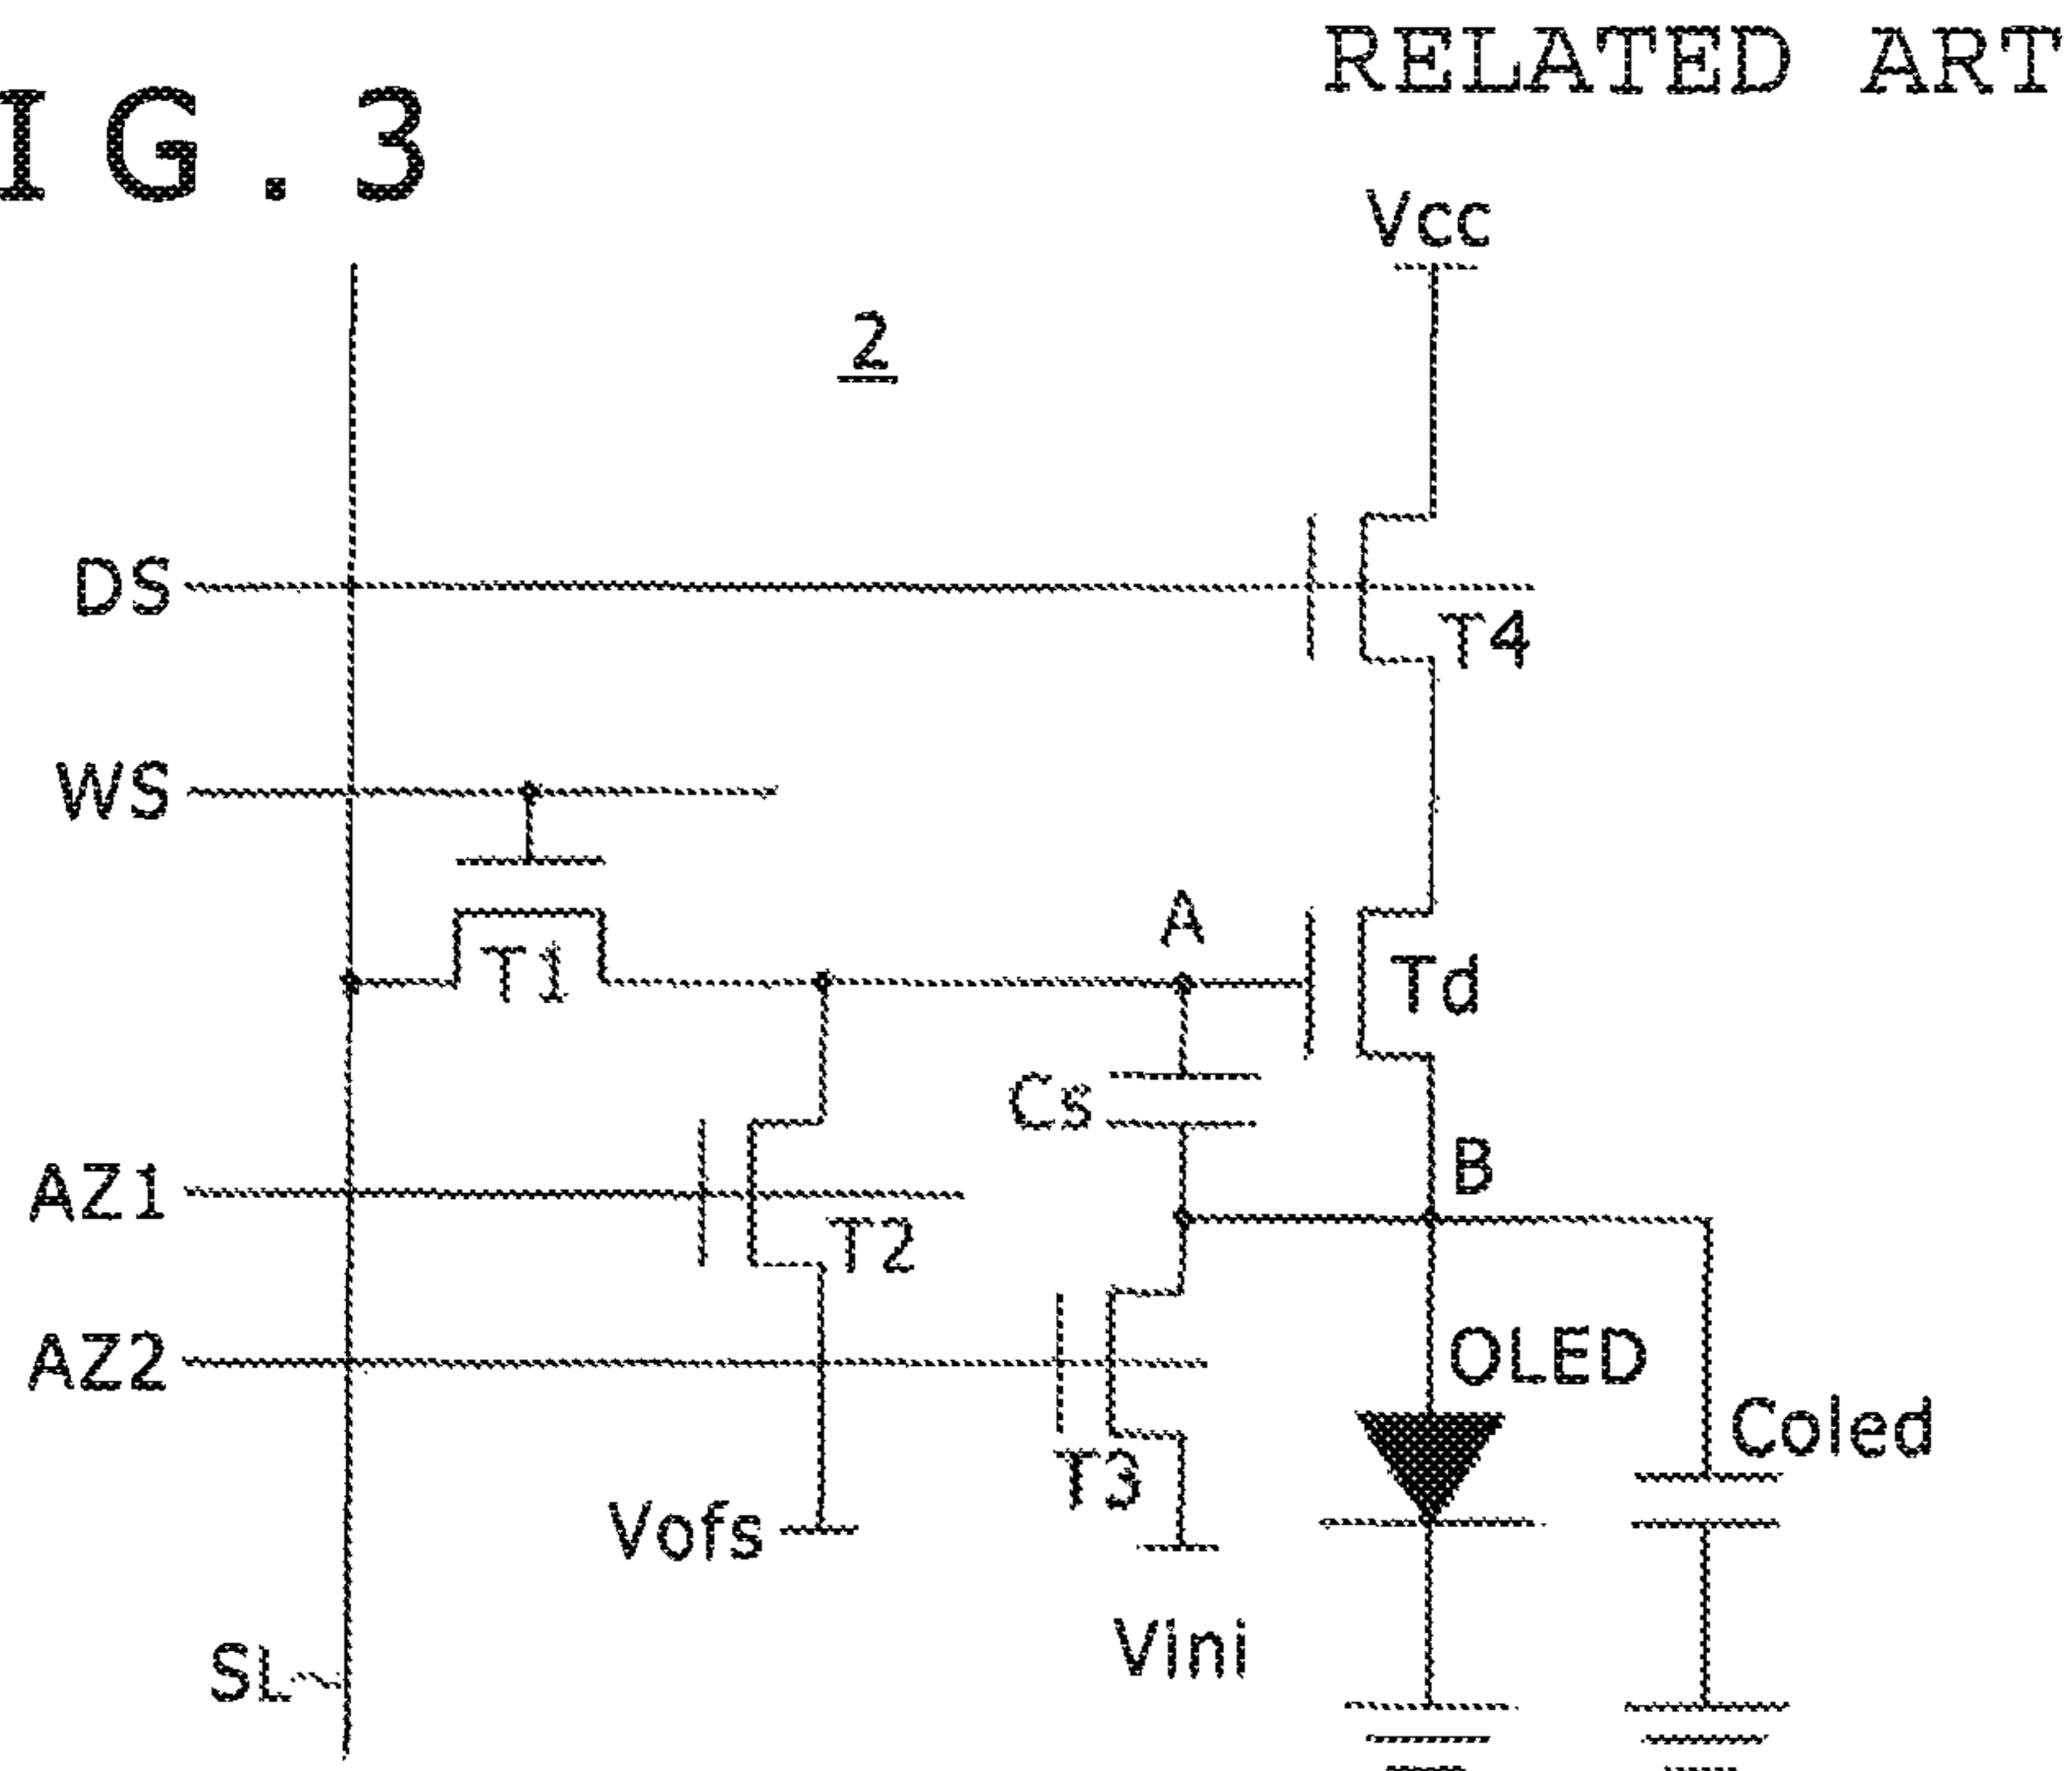 RELATED ART
IG.3
Vcc
2
DS
T4
WS
A
T1
Td
Cs
B
AZ1
T2
AZ2
OLED
Coled
T3
Vofs
Vini
SL